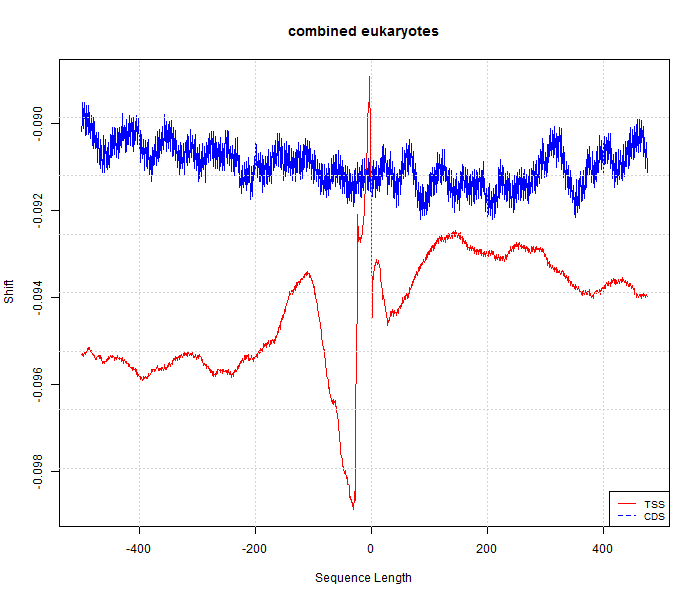 combined eukaryotes
Shift
-0.090
-0.092
-0.094
-0.096
-0.098
-400
-200
0
200
400
Sequence Length
TSS
CDS